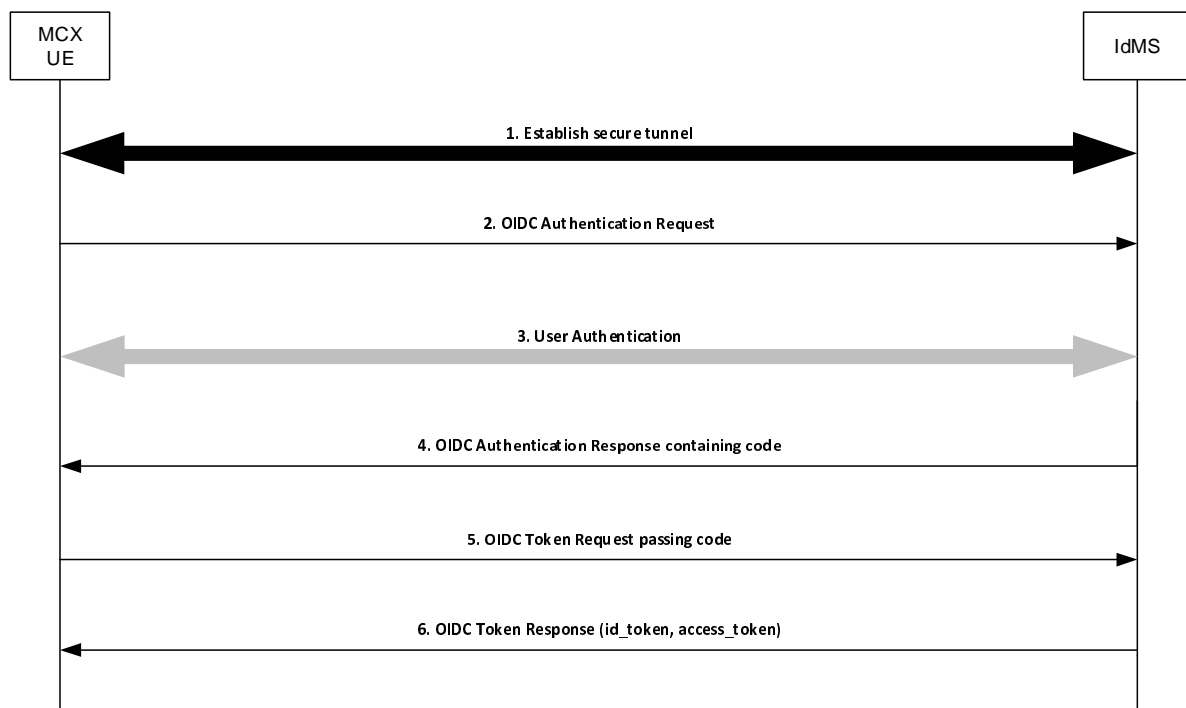 MCX
UE
IdMS
1. Establish secure tunnel
2. OIDC Authentication Request
3. User Authentication
4. OIDC Authentication Response containing code
5. OIDC Token Request passing code
6. OIDC Token Response (id_token, access_token)